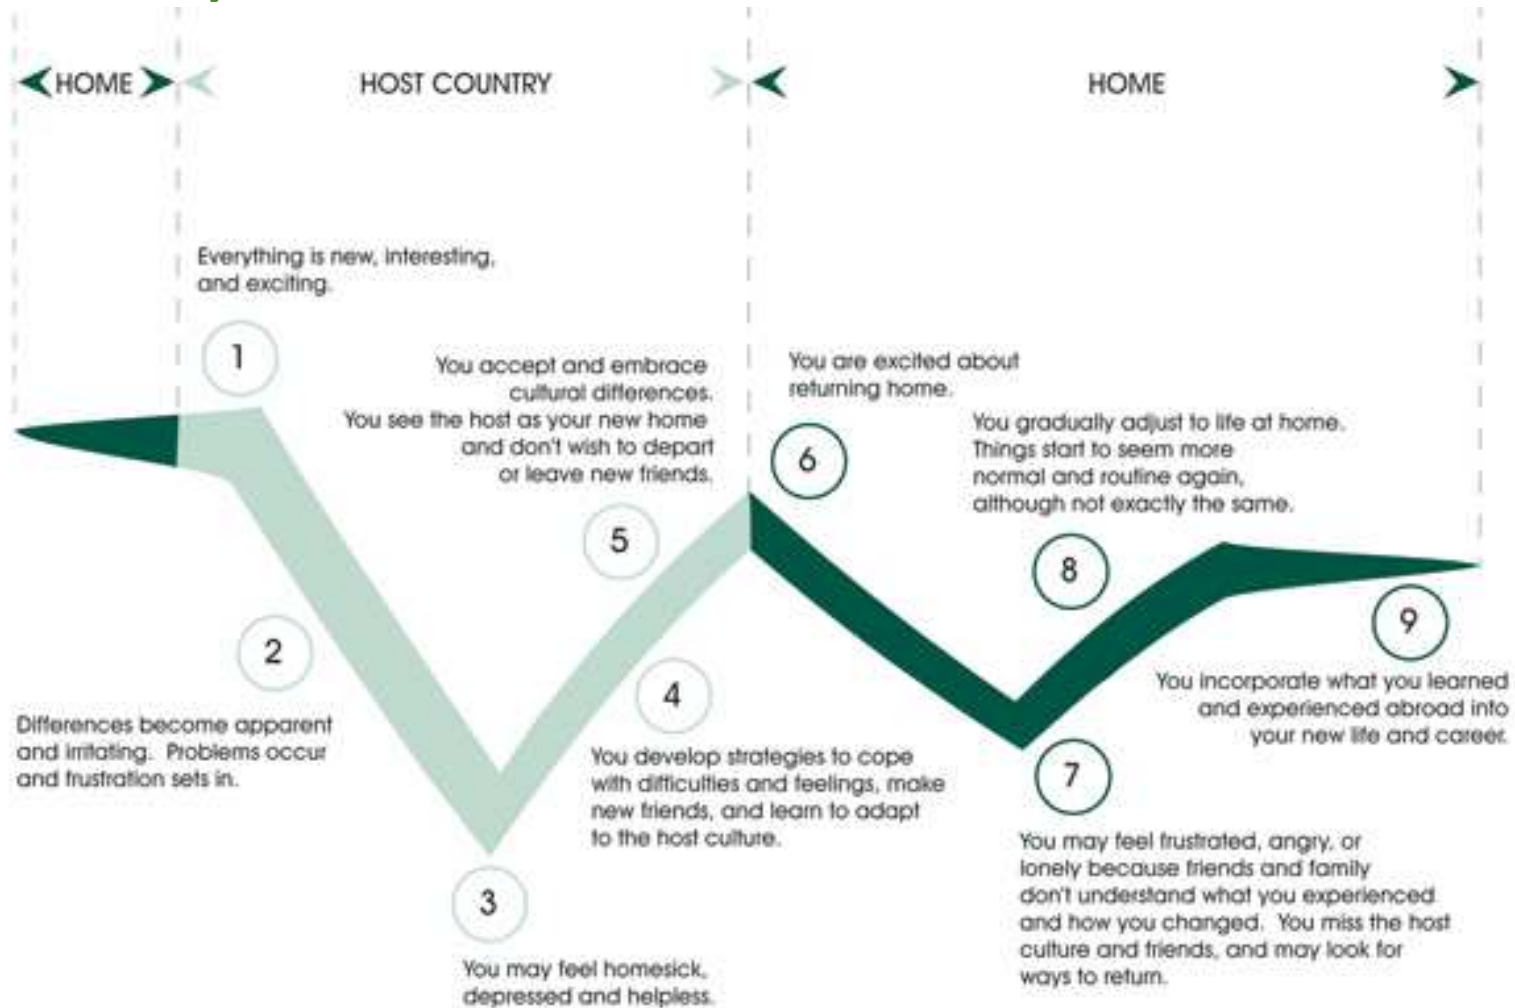 HOME
HOST COUNTRY
HOME
Everything is new, interesting,
and exciting.
1
You accept and embrace
cultural differences.
You see the host as your new home
and don't wish to depart
or leave new friends.
5
2
Differences become apparent
and irritating. Problems occur
and frustration sets in.
4
You develop strategies to cope
with difficulties and feelings, make
new friends, and learn to adapt
to the host culture.
3
You may feel homesick,
depressed and helpless.
You are excited about
returning home.
6
You gradually adjust to life at home.
Things start to seem more
normal and routine again,
although not exactly the same.
8
9
You incorporate what you learned
and experienced abroad into
your new life and career.
7
You may feel frustrated, angry, or
lonely because friends and family
don't understand what you experienced
and how you changed. You miss the host
culture and friends, and may look for
ways to return.